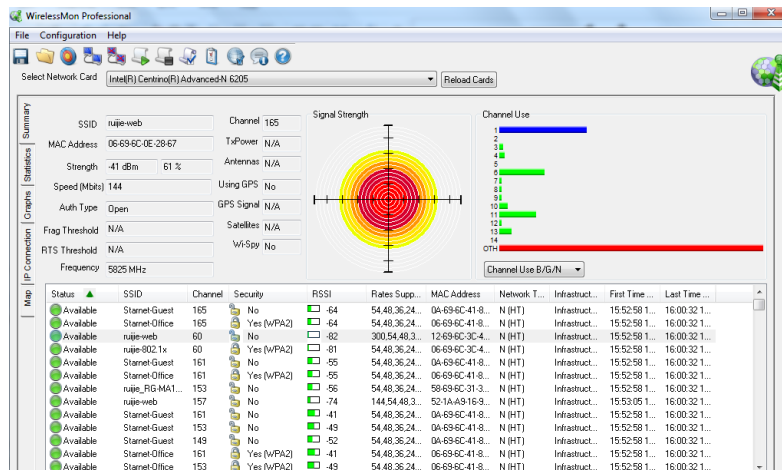 WirelessMon Professional
File Configuration Help
Select Network Card Intel(R) Centrino(R) Advanced-N 6205 Reload Cards
Summary
Statistics
Graphs
IP Connection
Map
SSID ruijie-web
MAC Address 06-69-6C-0E-28-67
Strength -41 dBm 61 %
Speed (Mbits) 144
Auth Type Open
Frag Threshold N/A
RTS Threshold N/A
Frequency 5825 MHz
Channel 165
TxPower N/A
Antennas N/A
Using GPS No
GPS Signal N/A
Satellites N/A
Wi-Spy No
Signal Strength
Channel Use
1
2
3
4
5
6
7
8
9
10
11
12
13
14
OTH
Channel Use B/G/N
Status SSID Channel Security RSSI Rates Supp... MAC Address Network T... Infrastruct... First Time ... Last Time ...
Available Starnet-Guest 165 No -64 54,48,36,24... 0A-69-6C-41-8... N (HT) Infrastruct... 15:52:58 1... 16:00:32 1...
Available Starnet-Office 165 Yes (WPA2) -64 54,48,36,24... 06-69-6C-41-8... N (HT) Infrastruct... 15:52:58 1... 16:00:32 1...
Available ruijie-web 60 No -82 300,54,48,3... 12-69-6C-3C-4... N (HT) Infrastruct... 15:52:58 1... 16:00:32 1...
Available ruijie-802.1x 60 Yes (WPA2) -81 54,48,36,24... 06-69-6C-3C-4... N (HT) Infrastruct... 15:52:58 1... 16:00:32 1...
Available Starnet-Guest 161 No -55 54,48,36,24... 0A-69-6C-41-8... N (HT) Infrastruct... 15:52:58 1... 16:00:32 1...
Available Starnet-Office 161 Yes (WPA2) -55 54,48,36,24... 06-69-6C-41-8... N (HT) Infrastruct... 15:52:58 1... 16:00:32 1...
Available ruijie_RG-MA1... 153 No -56 54,48,36,24... 58-69-6C-31-3... N (HT) Infrastruct... 15:52:58 1... 16:00:32 1...
Available ruijie-web 157 No -74 144,54,48,3... 52-1A-A9-16-9... N (HT) Infrastruct... 15:53:05 1... 16:00:32 1...
Available Starnet-Guest 161 No -41 54,48,36,24... 0A-69-6C-41-8... N (HT) Infrastruct... 15:52:58 1... 16:00:32 1...
Available Starnet-Guest 153 No -49 54,48,36,24... 0A-69-6C-41-8... N (HT) Infrastruct... 15:52:58 1... 16:00:32 1...
Available Starnet-Guest 149 No -52 54,48,36,24... 0A-69-6C-41-8... N (HT) Infrastruct... 15:52:58 1... 16:00:32 1...
Available Starnet-Office 161 Yes (WPA2) -41 54,48,36,24... 06-69-6C-41-8... N (HT) Infrastruct... 15:52:58 1... 16:00:32 1...
Available Starnet-Office 153 Yes (WPA2) -49 54,48,36,24... 06-69-6C-41-8... N (HT) Infrastruct... 15:52:58 1... 16:00:32 1...